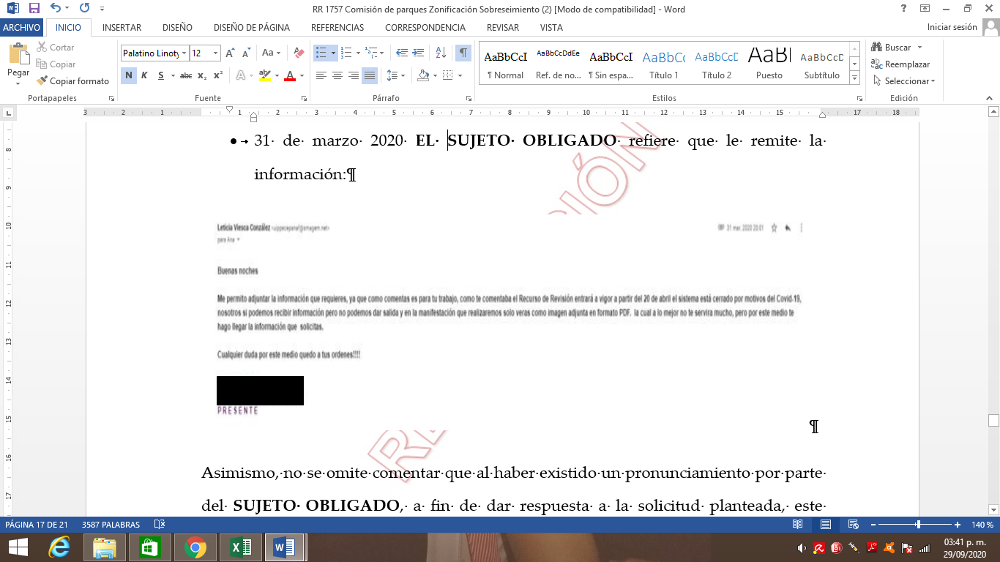 RR 1757 Comisión de parques Zonificación Sobreseimiento (2) [Modo de compatibilidad] - Word
ARCHIVO INICIO INSERTAR DISEÑO DISEÑO DE PÁGINA REFERENCIAS CORRESPONDENCIA REVISAR VISTA Iniciar sesión
Pegar
Cortar
Copiar
Copiar formato
Portapapeles
Palatino Linoty 12
N K S abc x₂ x² A ab A
Fuente
Párrafo
AaBbCcI AaBbCcDdEe AaBbCcI AaBbCc AaBbCcD AaBl AaBbCcD
¶ Normal Ref. de no... ¶ Sin espa... Título 1 Título 2 Puesto Subtítulo
Estilos
Buscar
Reemplazar
Seleccionar
Edición
3 2 1 1 2 3 4 5 6 7 8 9 10 11 12 13 14 15 17 18
8
9
10
11
12
13
14
15
16
17
31· de· marzo· 2020· EL· SUJETO· OBLIGADO· refiere· que· le· remite· la·
información:¶
Leticia Viesca González <uippecepanaf@smagem.net> 31 mar. 2020 20:01
para Ana
Buenas noches
Me permito adjuntar la información que requieres, ya que como comentas es para tu trabajo, como te comentaba el Recurso de Revisión entrará a vigor a partir del 20 de abril el sistema está cerrado por motivos del Covid-19,
nosotros si podemos recibir información pero no podemos dar salida y en la manifestación que realizaremos solo veras como imagen adjunta en formato PDF. la cual a lo mejor no te servira mucho, pero por este medio te
hago llegar la información que solicitas.
Cualquier duda por este medio quedo a tus ordenes!!!!
PRESENTE
¶
Asimismo,·no·se·omite·comentar·que·al·haber·existido·un·pronunciamiento·por·parte·
del· SUJETO· OBLIGADO,· a· fin· de· dar· respuesta· a· la· solicitud· planteada,· este·
PÁGINA 17 DE 21 3587 PALABRAS 140 %
03:41 p. m.
29/09/2020